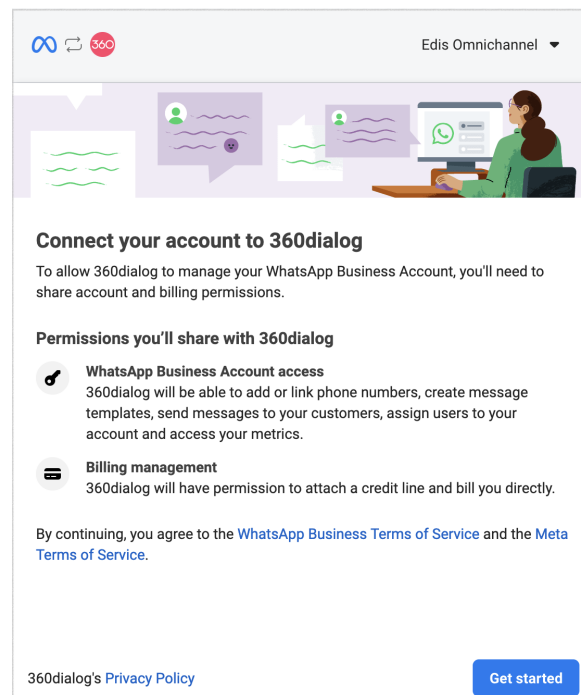 360
Edis Omnichannel
Connect your account to 360dialog
To allow 360dialog to manage your WhatsApp Business Account, you'll need to
share account and billing permissions.
Permissions you’ll share with 360dialog
WhatsApp Business Account access
360dialog will be able to add or link phone numbers, create message
templates, send messages to your customers, assign users to your
account and access your metrics.
Billing management
360dialog will have permission to attach a credit line and bill you directly.
By continuing, you agree to the WhatsApp Business Terms of Service and the Meta
Terms of Service.
360dialog's Privacy Policy
Get started